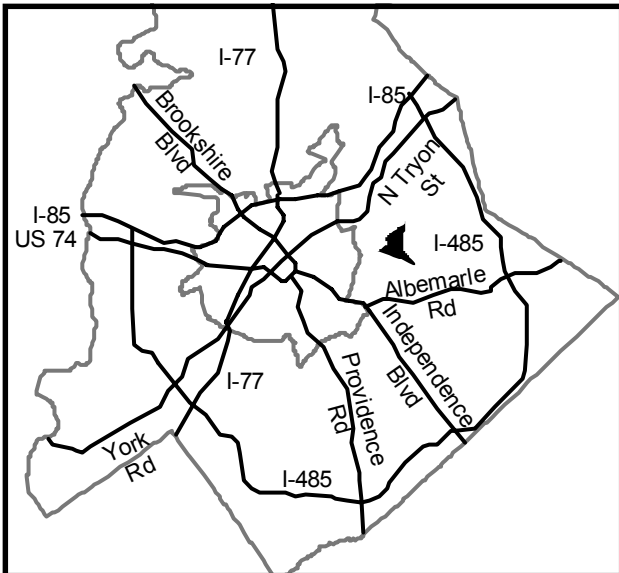 I-77
I-85
Brookshire
Blvd
N Tryon
St
I-85
US 74
I-485
Albemarle
Rd
Independence
Blvd
Providence
Rd
I-77
York
Rd
I-485